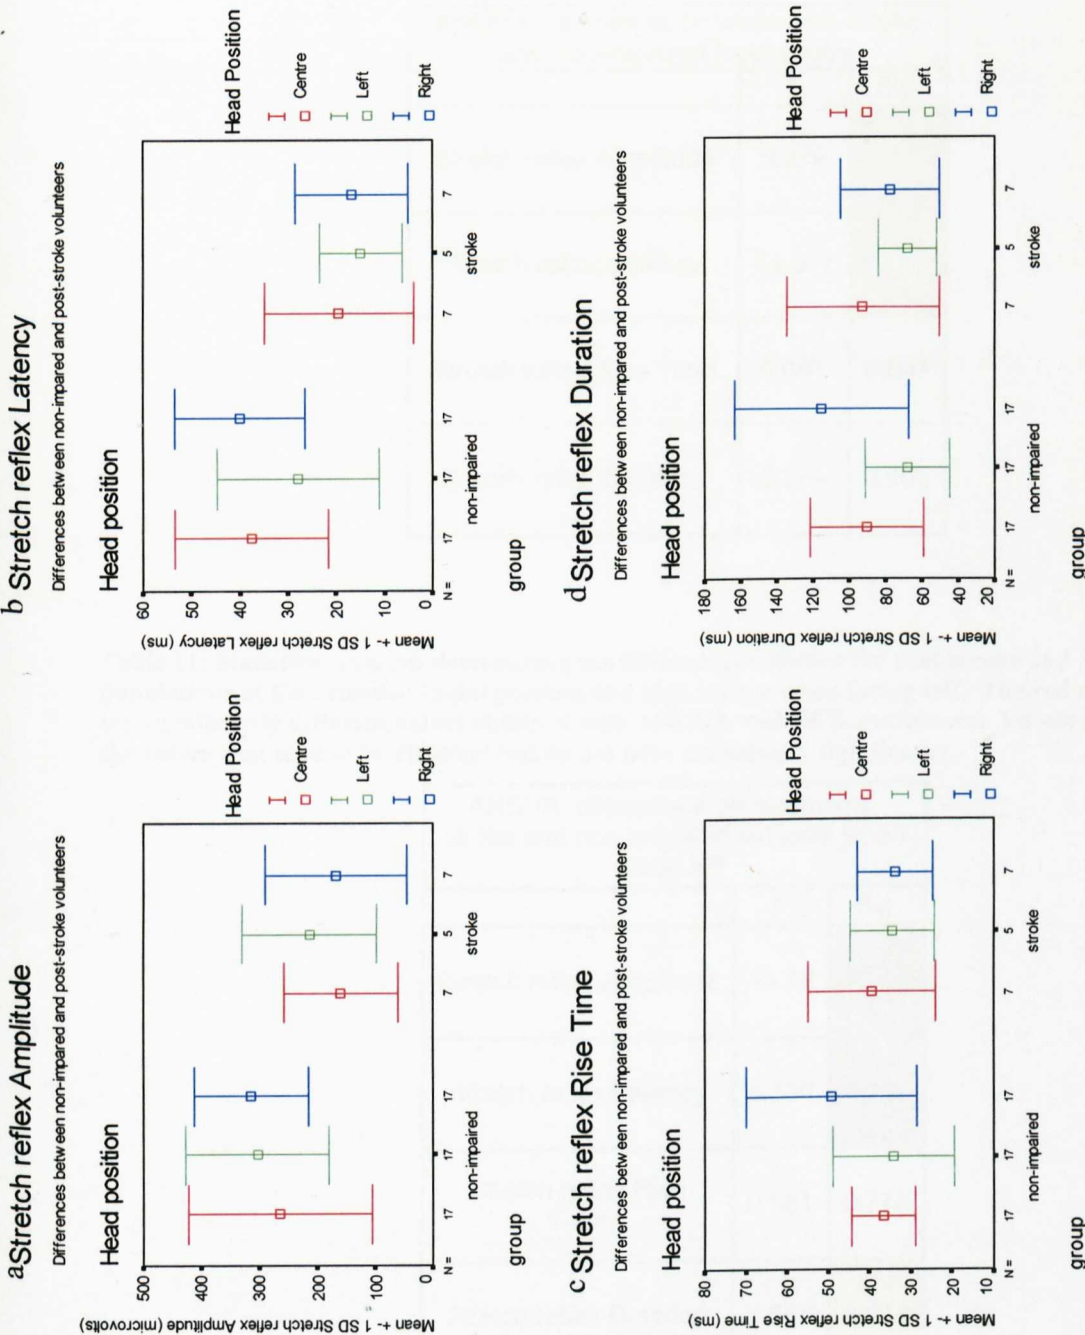 a Stretch reflex Amplitude
Differences between non-impared and post-stroke volunteers
Head position
Mean +- 1 SD Stretch reflex Amplitude (microvolts)
500
400
300
200
100
0
N=
17
17
17
7
5
7
non-impaired
stroke
group
Head Position
Centre
Left
Right
b Stretch reflex Latency
Differences between non-impared and post-stroke volunteers
Head position
Mean +- 1 SD Stretch reflex Latency (ms)
60
50
40
30
20
10
0
N=
17
17
17
7
5
7
non-impaired
stroke
group
Head Position
Centre
Left
Right
c Stretch reflex Rise Time
Differences between non-impared and post-stroke volunteers
Head position
Mean +- 1 SD Stretch reflex Rise Time (ms)
80
70
60
50
40
30
20
10
N=
17
17
17
7
5
7
non-impaired
stroke
group
Head Position
Centre
Left
Right
d Stretch reflex Duration
Differences between non-impared and post-stroke volunteers
Head position
Mean +- 1 SD Stretch reflex Duration (ms)
180
160
140
120
100
80
60
40
20
N=
17
17
17
7
5
7
non-impaired
stroke
group
Head Position
Centre
Left
Right